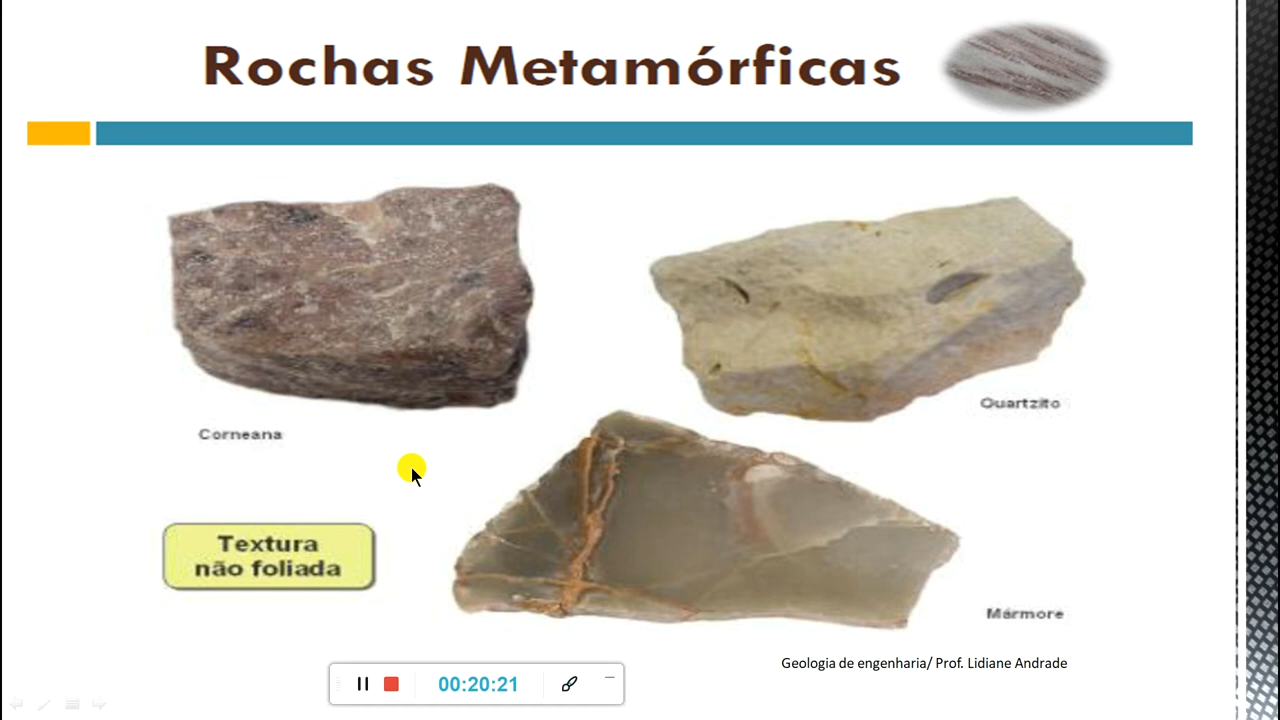 Rochas Metamórficas
Corneana
Quartzito
Textura
não foliada
Mármore
Geologia de engenharia/ Prof. Lidiane Andrade
00:20:21